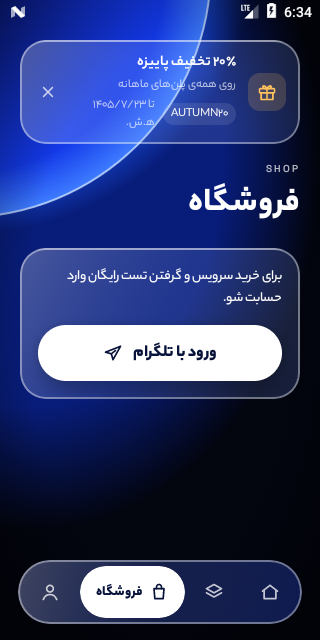 6:34
LTE
۲۰٪ تخفیف پاییزه
روی همه‌ی پلن‌های ماهانه
AUTUMN۲۰ تا ۱۴۰۵/۷/۲۳
ه‍.ش.
SHOP
فروشگاه
برای خرید سرویس و گرفتن تست رایگان وارد
حسابت شو.
ورود با تلگرام
فروشگاه